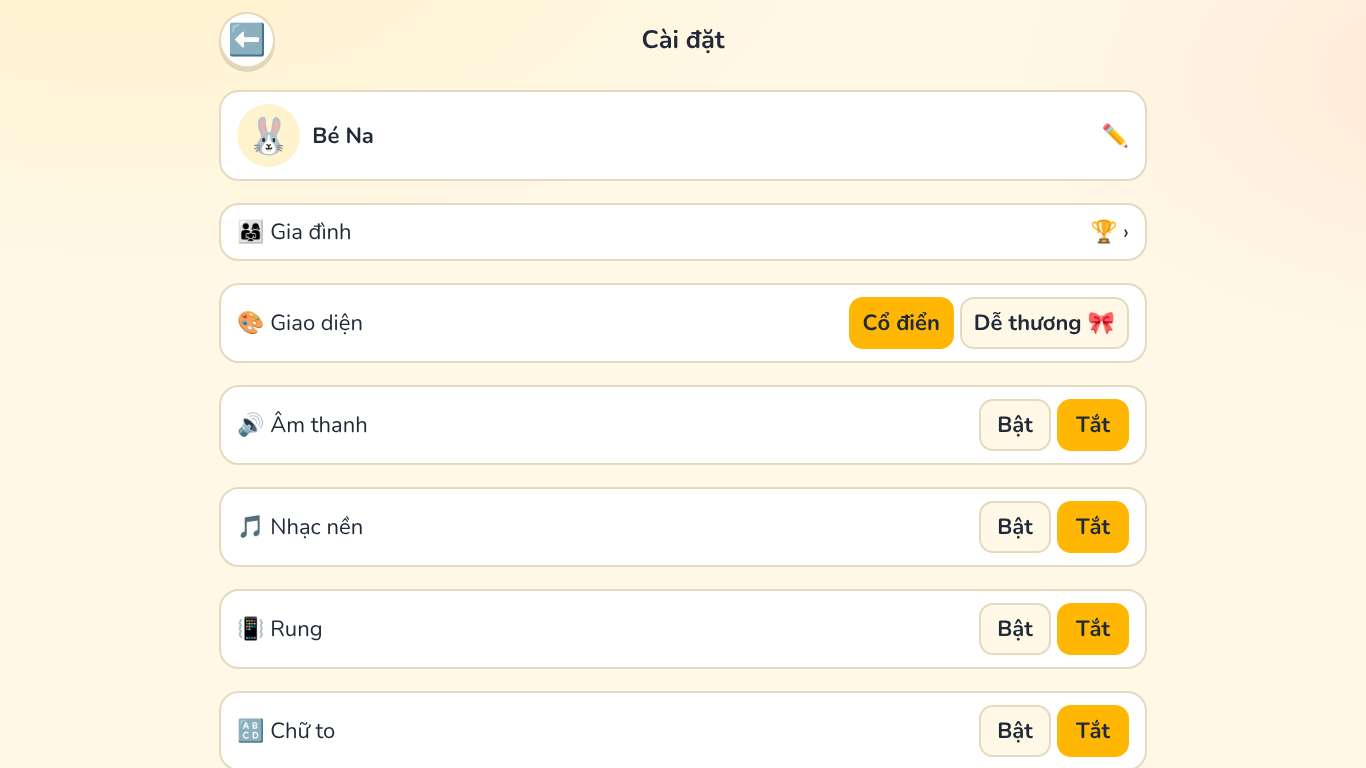 Cài đặt
Bé Na
Gia đình
Giao diện
Cổ điển
Dễ thương
Âm thanh
Bật
Tắt
Nhạc nền
Bật
Tắt
Rung
Bật
Tắt
Chữ to
Bật
Tắt